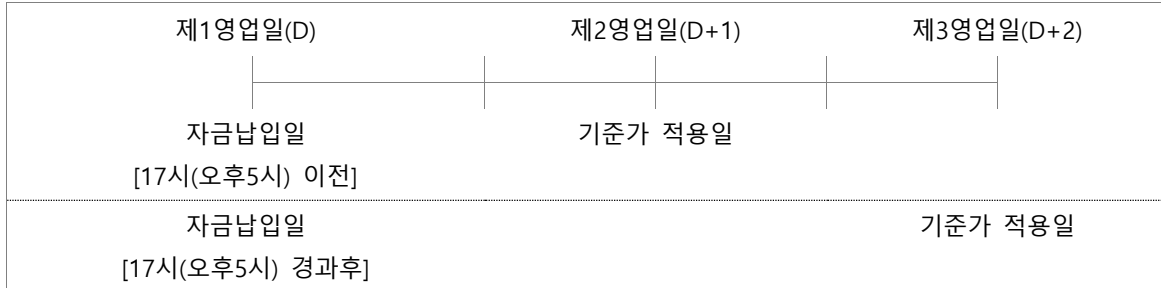 제1영업일(D) 제2영업일(D+1) 제3영업일(D+2)
자금납입일 기준가 적용일
[17시(오후5시) 이전]
자금납입일 기준가 적용일
[17시(오후5시) 경과후]